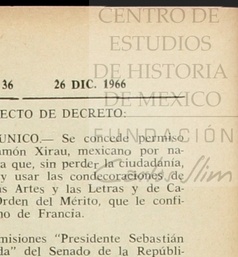 CENTRO DE
ESTUDIOS
DE HISTORIA
DE MEXICO
36 26 DIC. 1966
ECTO DE DECRETO:
FUNDACIÓN
UNICO.— Se concede permiso
amón Xirau, mexicano por na-
a que, sin perder la ciudadanía,
y usar las condecoraciones de
s Artes y las Letras y de Ca-
Orden del Mérito, que le confi-
no de Francia.
misiones "Presidente Sebastián
da" del Senado de la Repúbli-